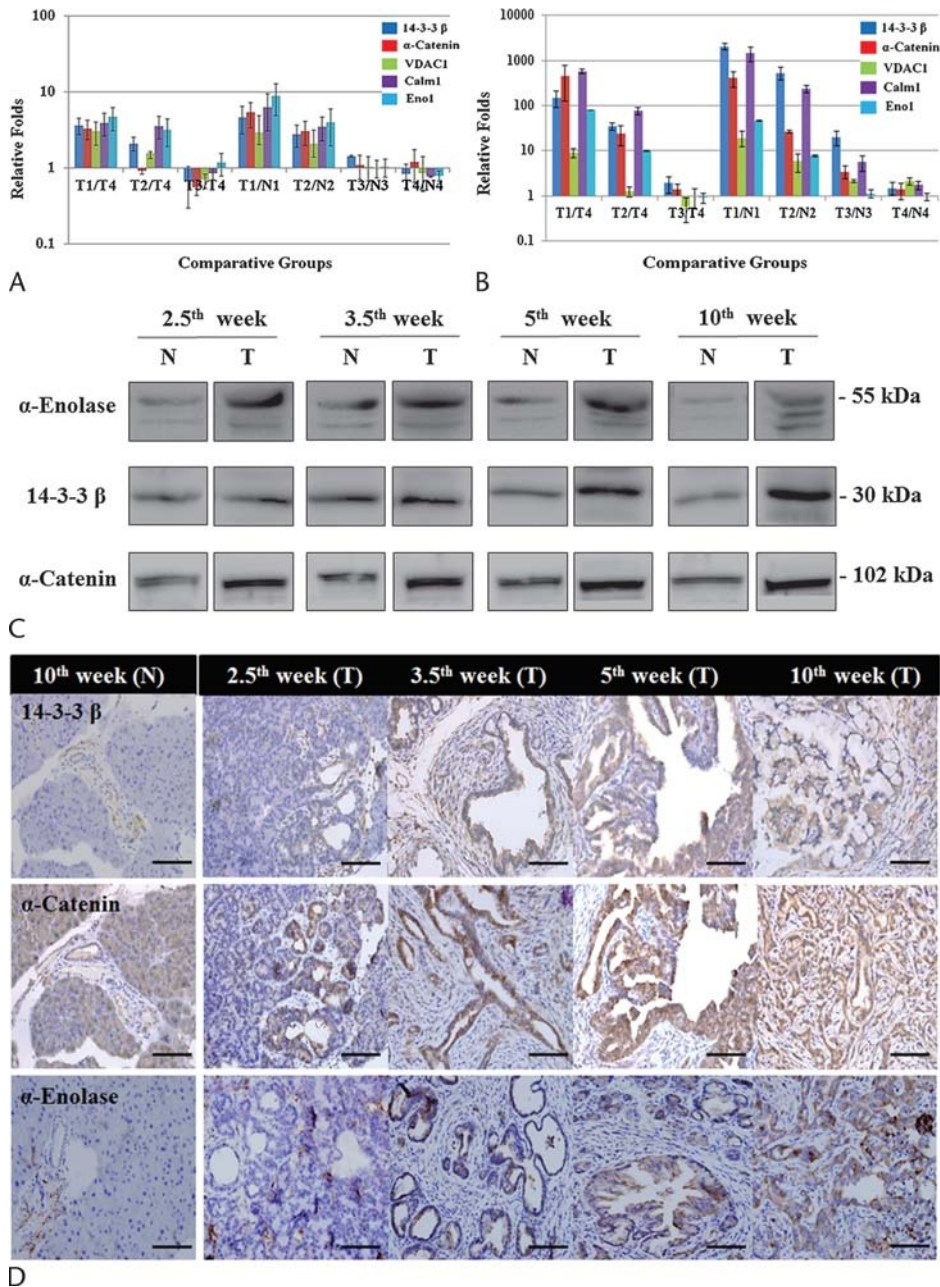 100
10
1
0.1
Relative Folds
14-3-3 β
α-Catenin
VDAC1
Calm1
Eno1
T1/T4 T2/T4 T3/T4 T1/N1 T2/N2 T3/N3 T4/N4
Comparative Groups
A
10000
1000
100
10
1
0.1
Relative Folds
14-3-3 β
α-Catenin
VDAC1
Calm1
Eno1
T1/T4 T2/T4 T3/T4 T1/N1 T2/N2 T3/N3 T4/N4
Comparative Groups
B
2.5th week 3.5th week 5th week 10th week
N T N T N T N T
α-Enolase - 55 kDa
14-3-3 β - 30 kDa
α-Catenin - 102 kDa
C
10th week (N) 2.5th week (T) 3.5th week (T) 5th week (T) 10th week (T)
14-3-3 β
α-Catenin
α-Enolase
D